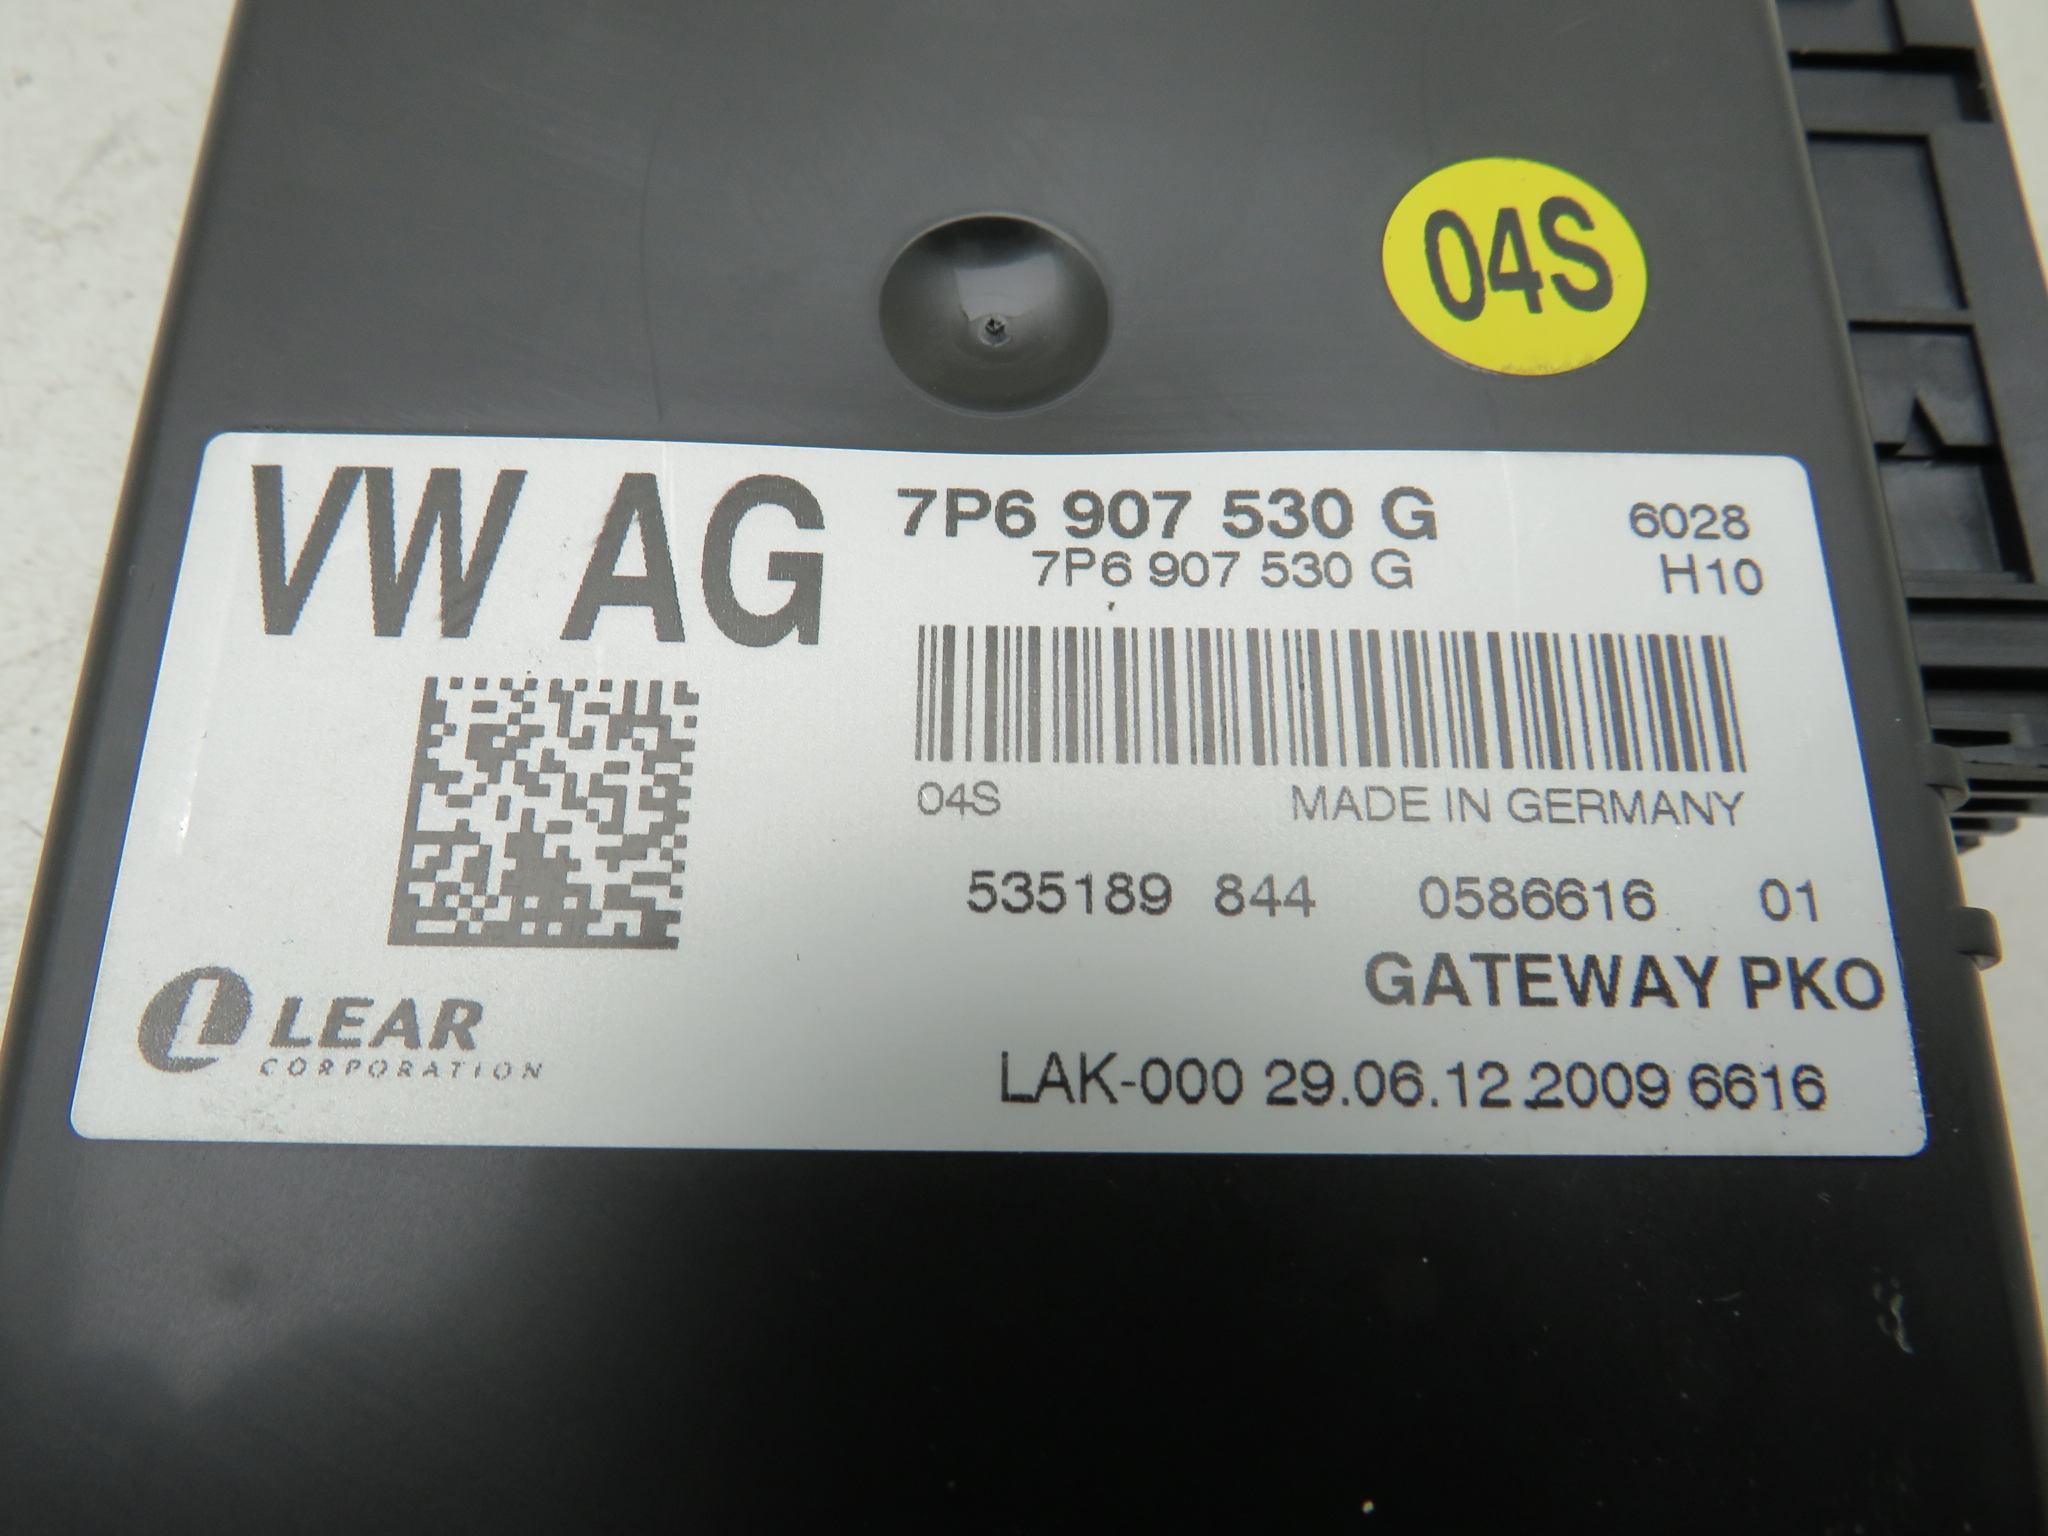 04S
VW AG
7P6 907 530 G 6028
7P6 907 530 G H10
04S MADE IN GERMANY
535189 844 0586616 01
GATEWAY PKO
LEAR
CORPORATION
LAK-000 29.06.12 2009 6616